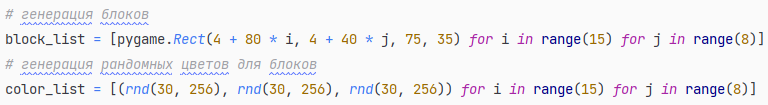 # генерация блоков
block_list = [pygame.Rect(4 + 80 * i, 4 + 40 * j, 75, 35) for i in range(15) for j in range(8)]
# генерация рандомных цветов для блоков
color_list = [(rnd(30, 256), rnd(30, 256), rnd(30, 256)) for i in range(15) for j in range(8)]